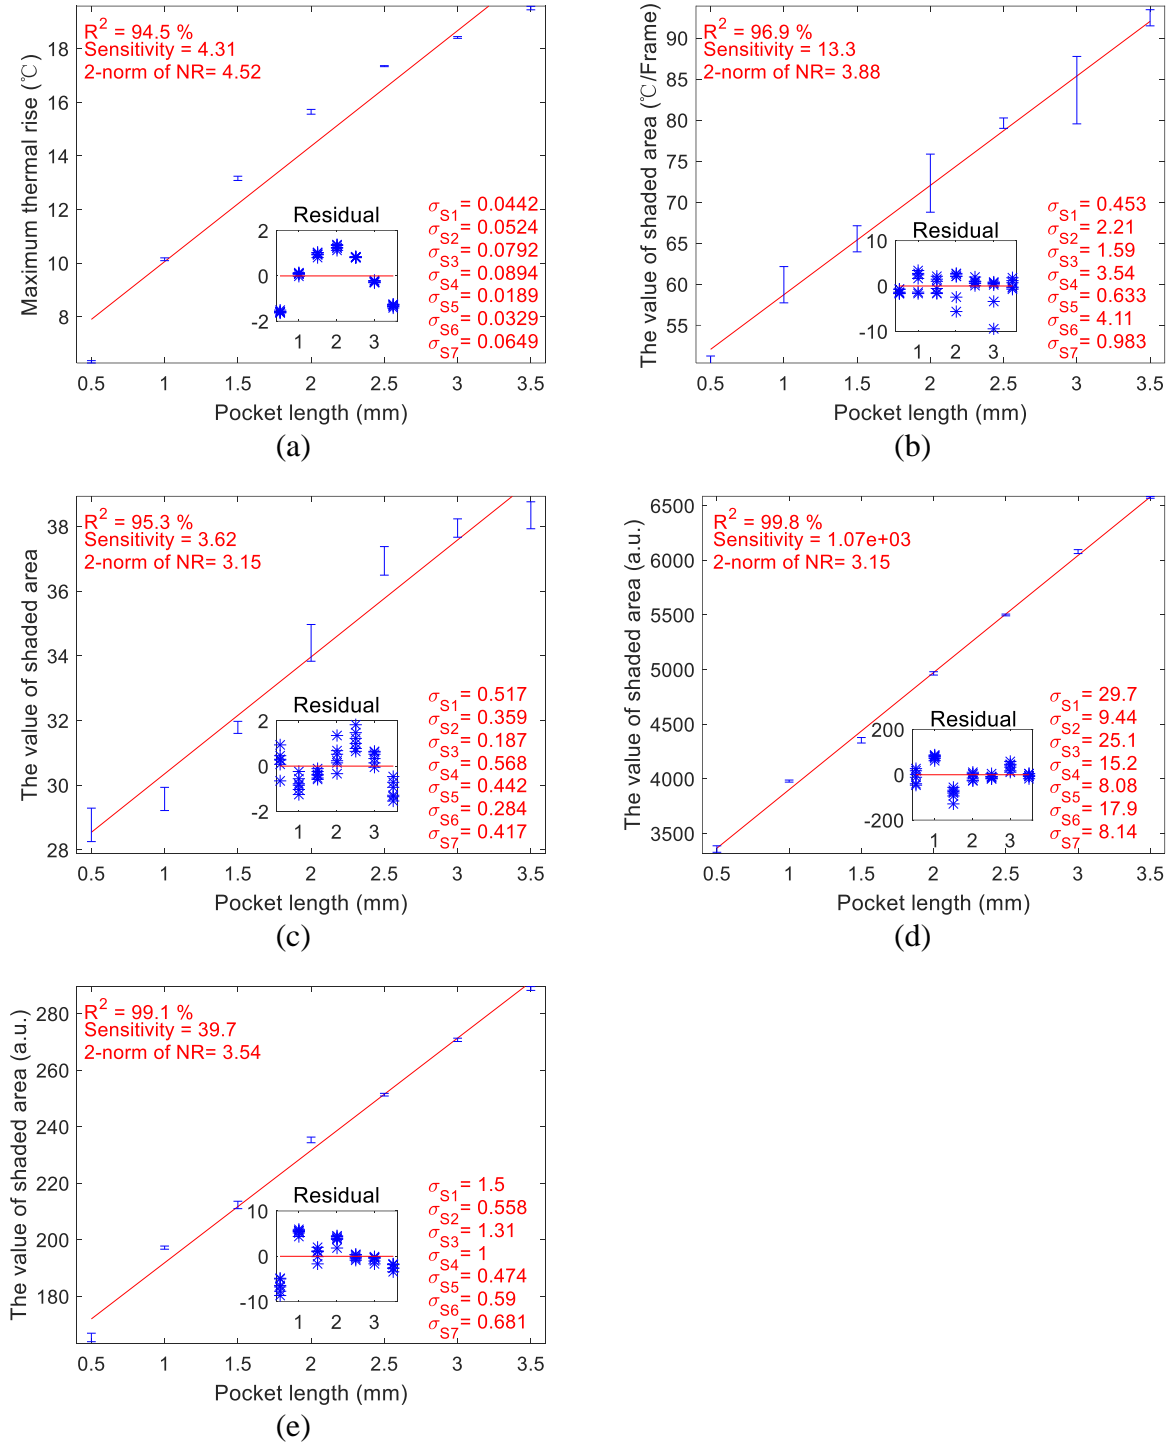 R2 = 94.5 %
Sensitivity = 4.31
2-norm of NR= 4.52
Maximum thermal rise (℃)
18
16
14
12
10
8
Residual
2
0
-2
1 2 3
σS1= 0.0442
σS2= 0.0524
σS3= 0.0792
σS4= 0.0894
σS5= 0.0189
σS6= 0.0329
σS7= 0.0649
0.5 1 1.5 2 2.5 3 3.5
Pocket length (mm)
(a)
R2 = 96.9 %
Sensitivity = 13.3
2-norm of NR= 3.88
The value of shaded area (℃/Frame)
90
85
80
75
70
65
60
55
Residual
10
0
-10
1 2 3
σS1= 0.453
σS2= 2.21
σS3= 1.59
σS4= 3.54
σS5= 0.633
σS6= 4.11
σS7= 0.983
0.5 1 1.5 2 2.5 3 3.5
Pocket length (mm)
(b)
R2 = 95.3 %
Sensitivity = 3.62
2-norm of NR= 3.15
The value of shaded area
38
36
34
32
30
28
Residual
2
0
-2
1 2 3
σS1= 0.517
σS2= 0.359
σS3= 0.187
σS4= 0.568
σS5= 0.442
σS6= 0.284
σS7= 0.417
0.5 1 1.5 2 2.5 3 3.5
Pocket length (mm)
(c)
R2 = 99.8 %
Sensitivity = 1.07e+03
2-norm of NR= 3.15
The value of shaded area (a.u.)
6500
6000
5500
5000
4500
4000
3500
Residual
200
0
-200
1 2 3
σS1= 29.7
σS2= 9.44
σS3= 25.1
σS4= 15.2
σS5= 8.08
σS6= 17.9
σS7= 8.14
0.5 1 1.5 2 2.5 3 3.5
Pocket length (mm)
(d)
R2 = 99.1 %
Sensitivity = 39.7
2-norm of NR= 3.54
The value of shaded area (a.u.)
280
260
240
220
200
180
Residual
10
0
-10
1 2 3
σS1= 1.5
σS2= 0.558
σS3= 1.31
σS4= 1
σS5= 0.474
σS6= 0.59
σS7= 0.681
0.5 1 1.5 2 2.5 3 3.5
Pocket length (mm)
(e)